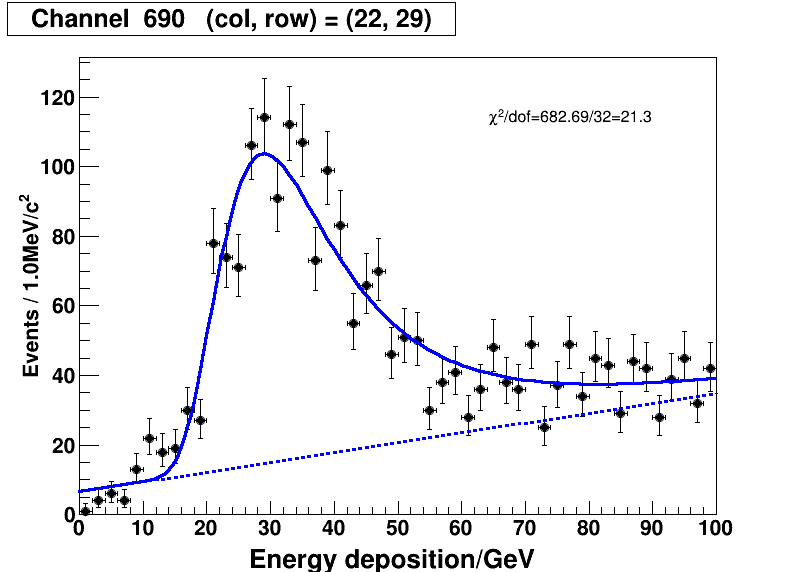 Channel  690   (col, row) = (22, 29)
χ²/dof=682.69/32=21.3
Events / 1.0MeV/c²
120
100
80
60
40
20
0
0 10 20 30 40 50 60 70 80 90 100
Energy deposition/GeV